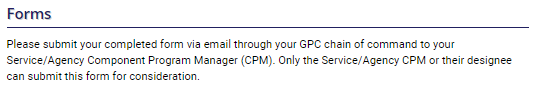 Forms
Please submit your completed form via email through your GPC chain of command to your
Service/Agency Component Program Manager (CPM). Only the Service/Agency CPM or their designee
can submit this form for consideration.